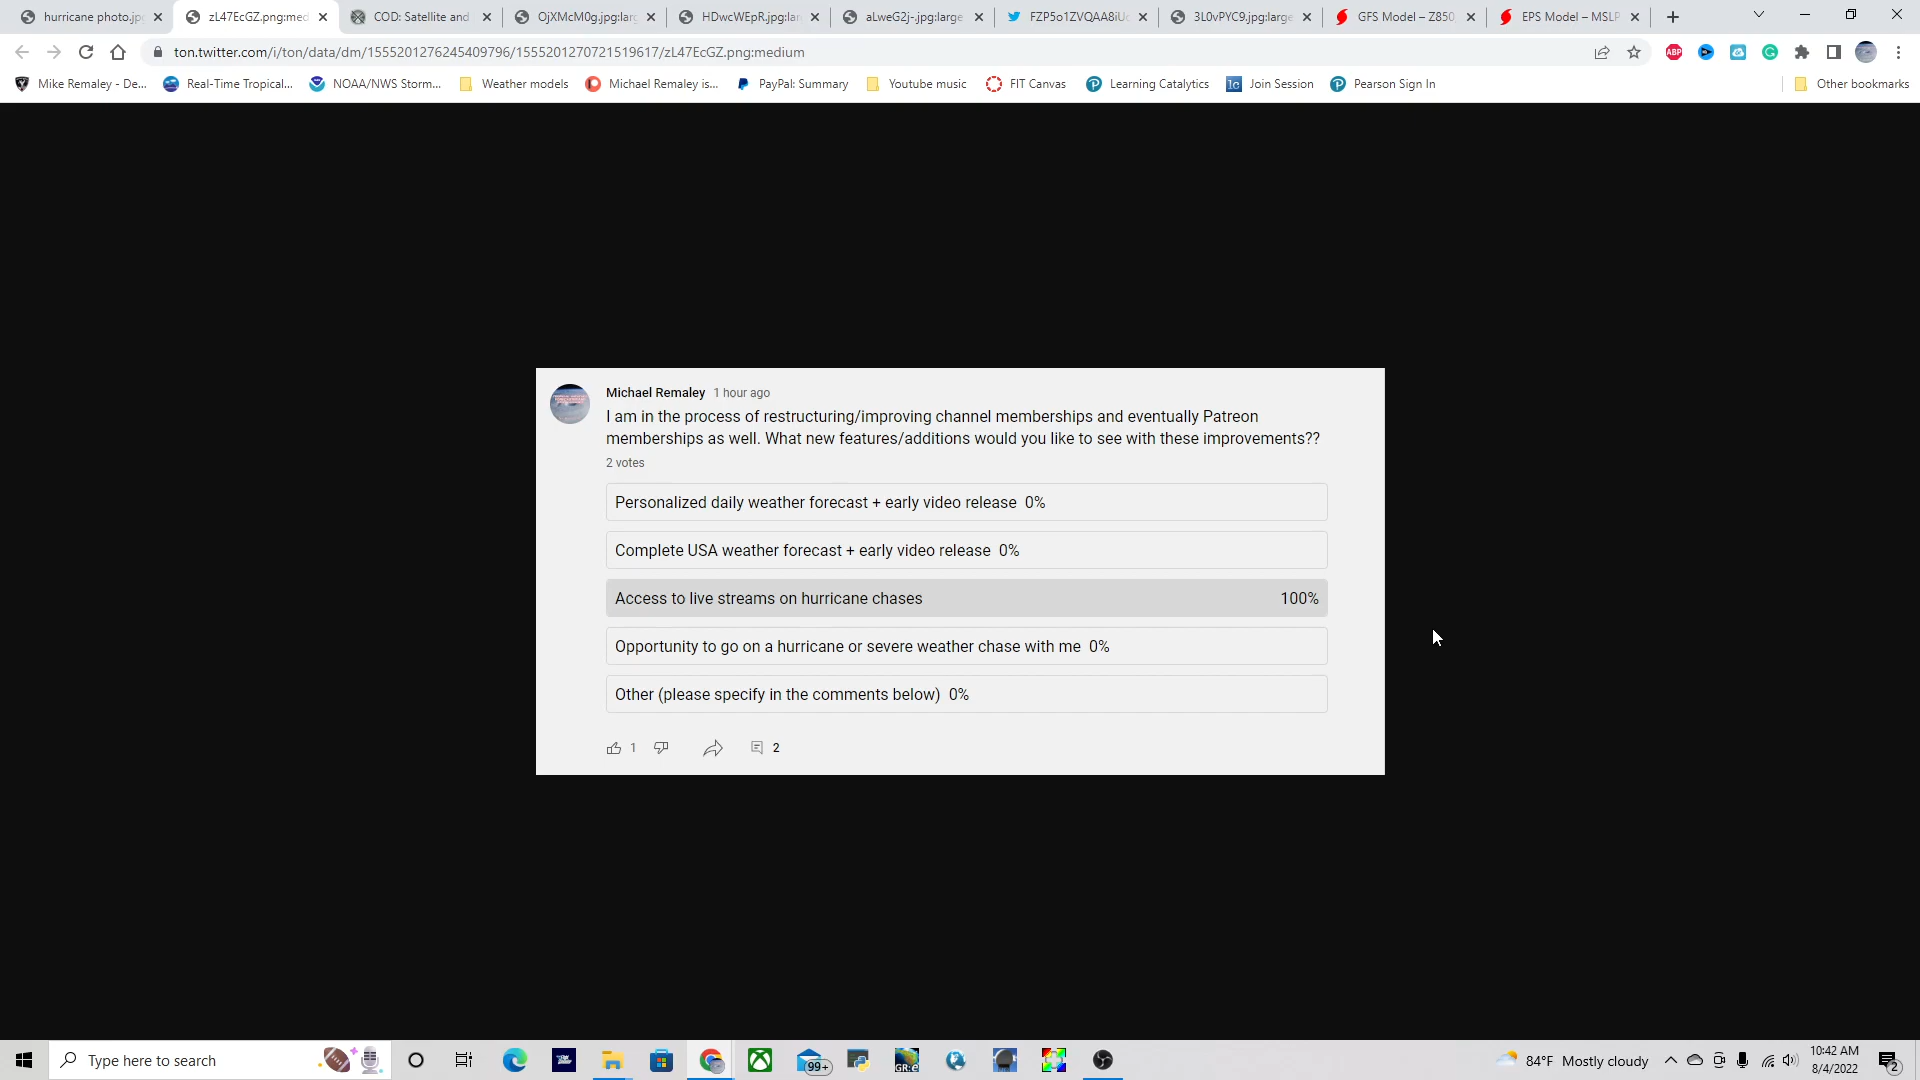 hurricane photo.jp
zL47EcGZ.png:med
COD: Satellite and
OjXMcM0g.jpg:lar
HDwcWEpR.jpg:la
aLweG2j-.jpg:large
FZP5o1ZVQAA8iU
3L0vPYC9.jpg:large
GFS Model – Z850
EPS Model – MSLP
ton.twitter.com/i/ton/data/dm/1555201276245409796/1555201270721519617/zL47EcGZ.png:medium
ABP
Mike Remaley - De...
Real-Time Tropical...
NOAA/NWS Storm...
Weather models
Michael Remaley is...
PayPal: Summary
Youtube music
FIT Canvas
Learning Catalytics
lc
Join Session
Pearson Sign In
Other bookmarks
Michael Remaley 1 hour ago
I am in the process of restructuring/improving channel memberships and eventually Patreon
memberships as well. What new features/additions would you like to see with these improvements??
2 votes
Personalized daily weather forecast + early video release 0%
Complete USA weather forecast + early video release 0%
Access to live streams on hurricane chases 100%
Opportunity to go on a hurricane or severe weather chase with me 0%
Other (please specify in the comments below) 0%
1
2
Type here to search
99+
84°F Mostly cloudy
10:42 AM
8/4/2022
2